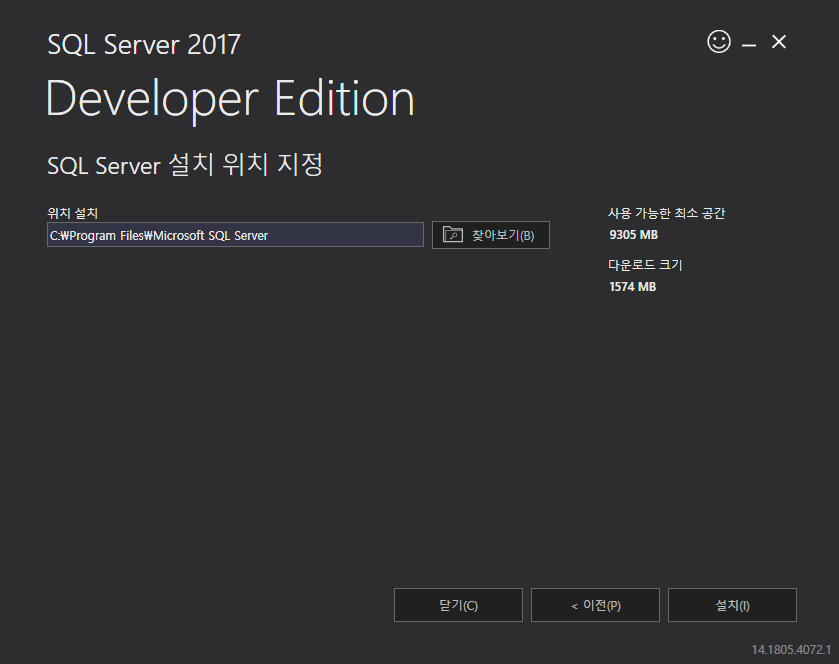 SQL Server 2017
Developer Edition
SQL Server 설치 위치 지정
위치 설치
C:₩Program Files₩Microsoft SQL Server
찾아보기(B)
사용 가능한 최소 공간
9305 MB
다운로드 크기
1574 MB
닫기(C)
< 이전(P)
설치(I)
14.1805.4072.1